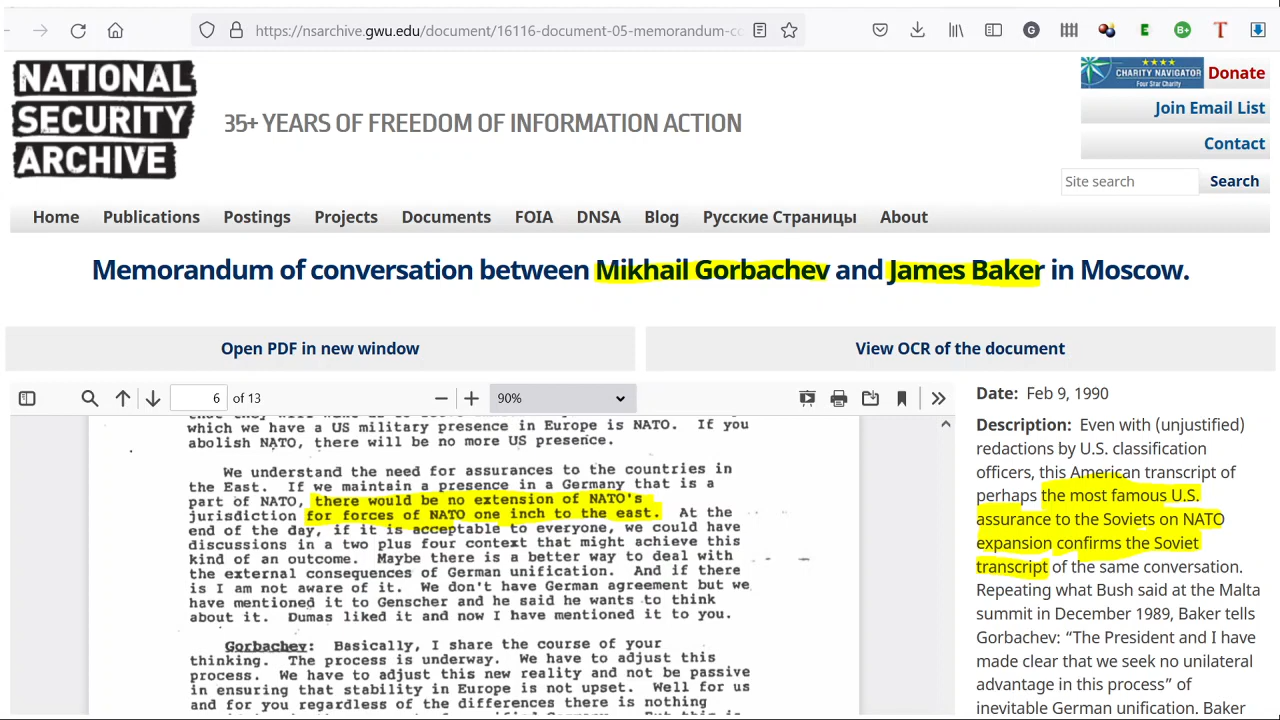 https://nsarchive.gwu.edu/document/16116-document-05-memorandum-co
NATIONAL
SECURITY
ARCHIVE
35+ YEARS OF FREEDOM OF INFORMATION ACTION
CHARITY NAVIGATOR
Four Star Charity
Donate
Join Email List
Contact
Site search
Search
Home Publications Postings Projects Documents FOIA DNSA Blog Русские Страницы About
Memorandum of conversation between Mikhail Gorbachev and James Baker in Moscow.
Open PDF in new window
View OCR of the document
6 of 13
90%
which we have a US military presence in Europe is NATO. If you
abolish NATO, there will be no more US presence.
We understand the need for assurances to the countries in
the East. If we maintain a presence in a Germany that is a
part of NATO, there would be no extension of NATO's
jurisdiction for forces of NATO one inch to the east. At the
end of the day, if it is acceptable to everyone, we could have
discussions in a two plus four context that might achieve this
kind of an outcome. Maybe there is a better way to deal with
the external consequences of German unification. And if there
is I am not aware of it. We don't have German agreement but we
have mentioned it to Genscher and he said he wants to think
about it. Dumas liked it and now I have mentioned it to you.
Gorbachev: Basically, I share the course of your
thinking. The process is underway. We have to adjust this
process. We have to adjust this new reality and not be passive
in ensuring that stability in Europe is not upset. Well for us
and for you regardless of the differences there is nothing
Date: Feb 9, 1990
Description: Even with (unjustified)
redactions by U.S. classification
officers, this American transcript of
perhaps the most famous U.S.
assurance to the Soviets on NATO
expansion confirms the Soviet
transcript of the same conversation.
Repeating what Bush said at the Malta
summit in December 1989, Baker tells
Gorbachev: “The President and I have
made clear that we seek no unilateral
advantage in this process” of
inevitable German unification. Baker